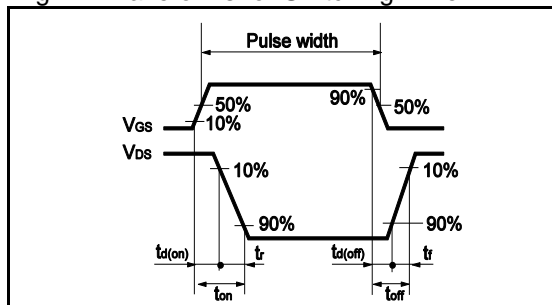 Pulse width
90%
50%
50%
VGS
10%
VDS
10%
10%
90%
90%
td(on)
tr
td(off)
tf
ton
toff